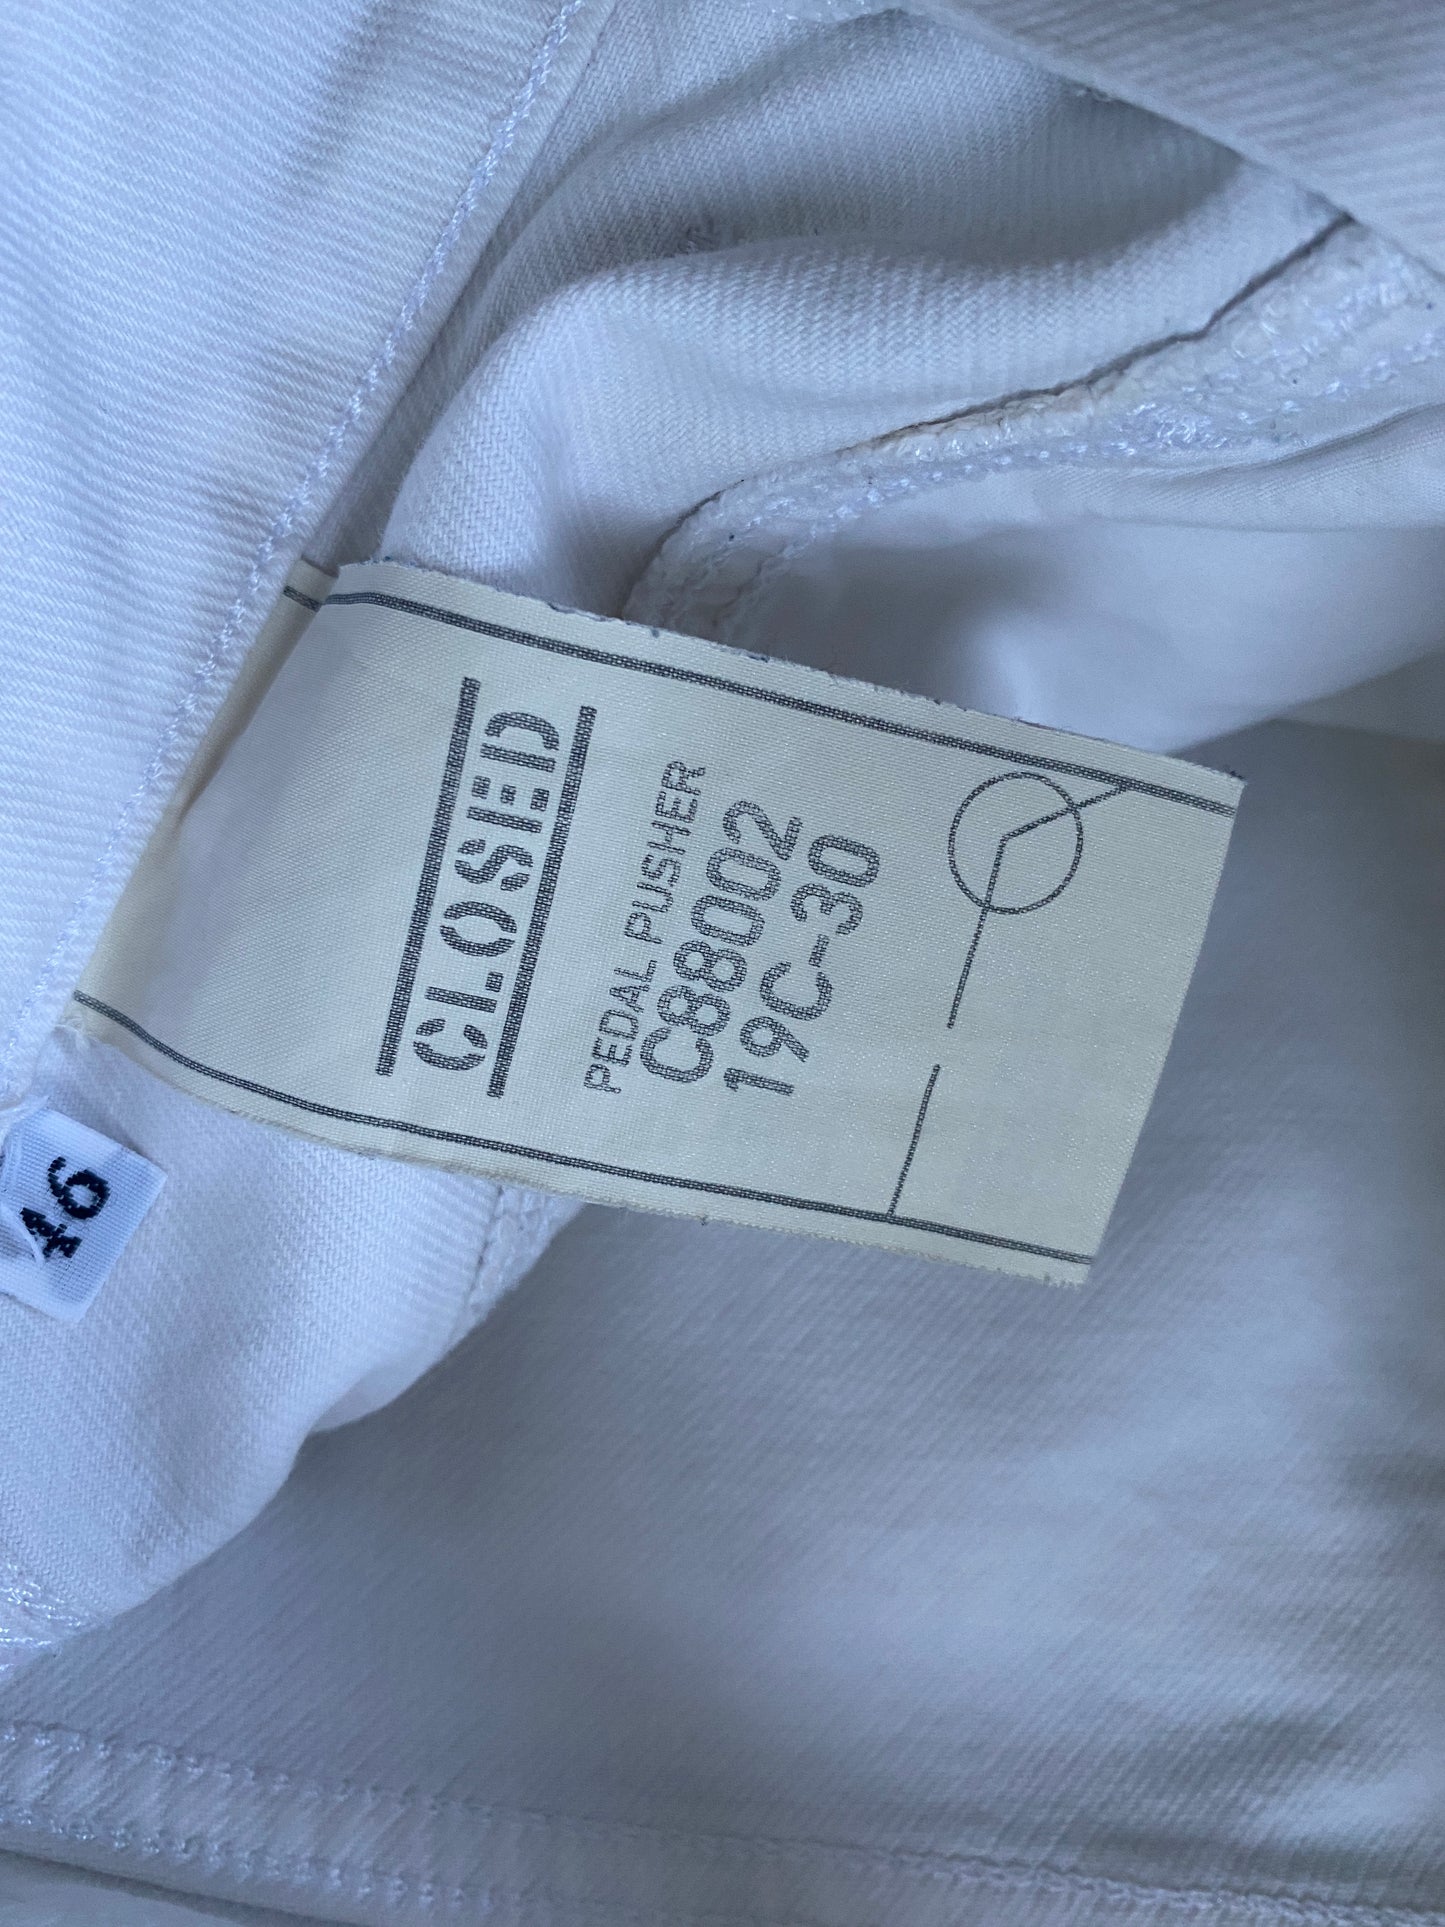 CLOSED
PEDAL PUSHER
C88002
19C-30
46